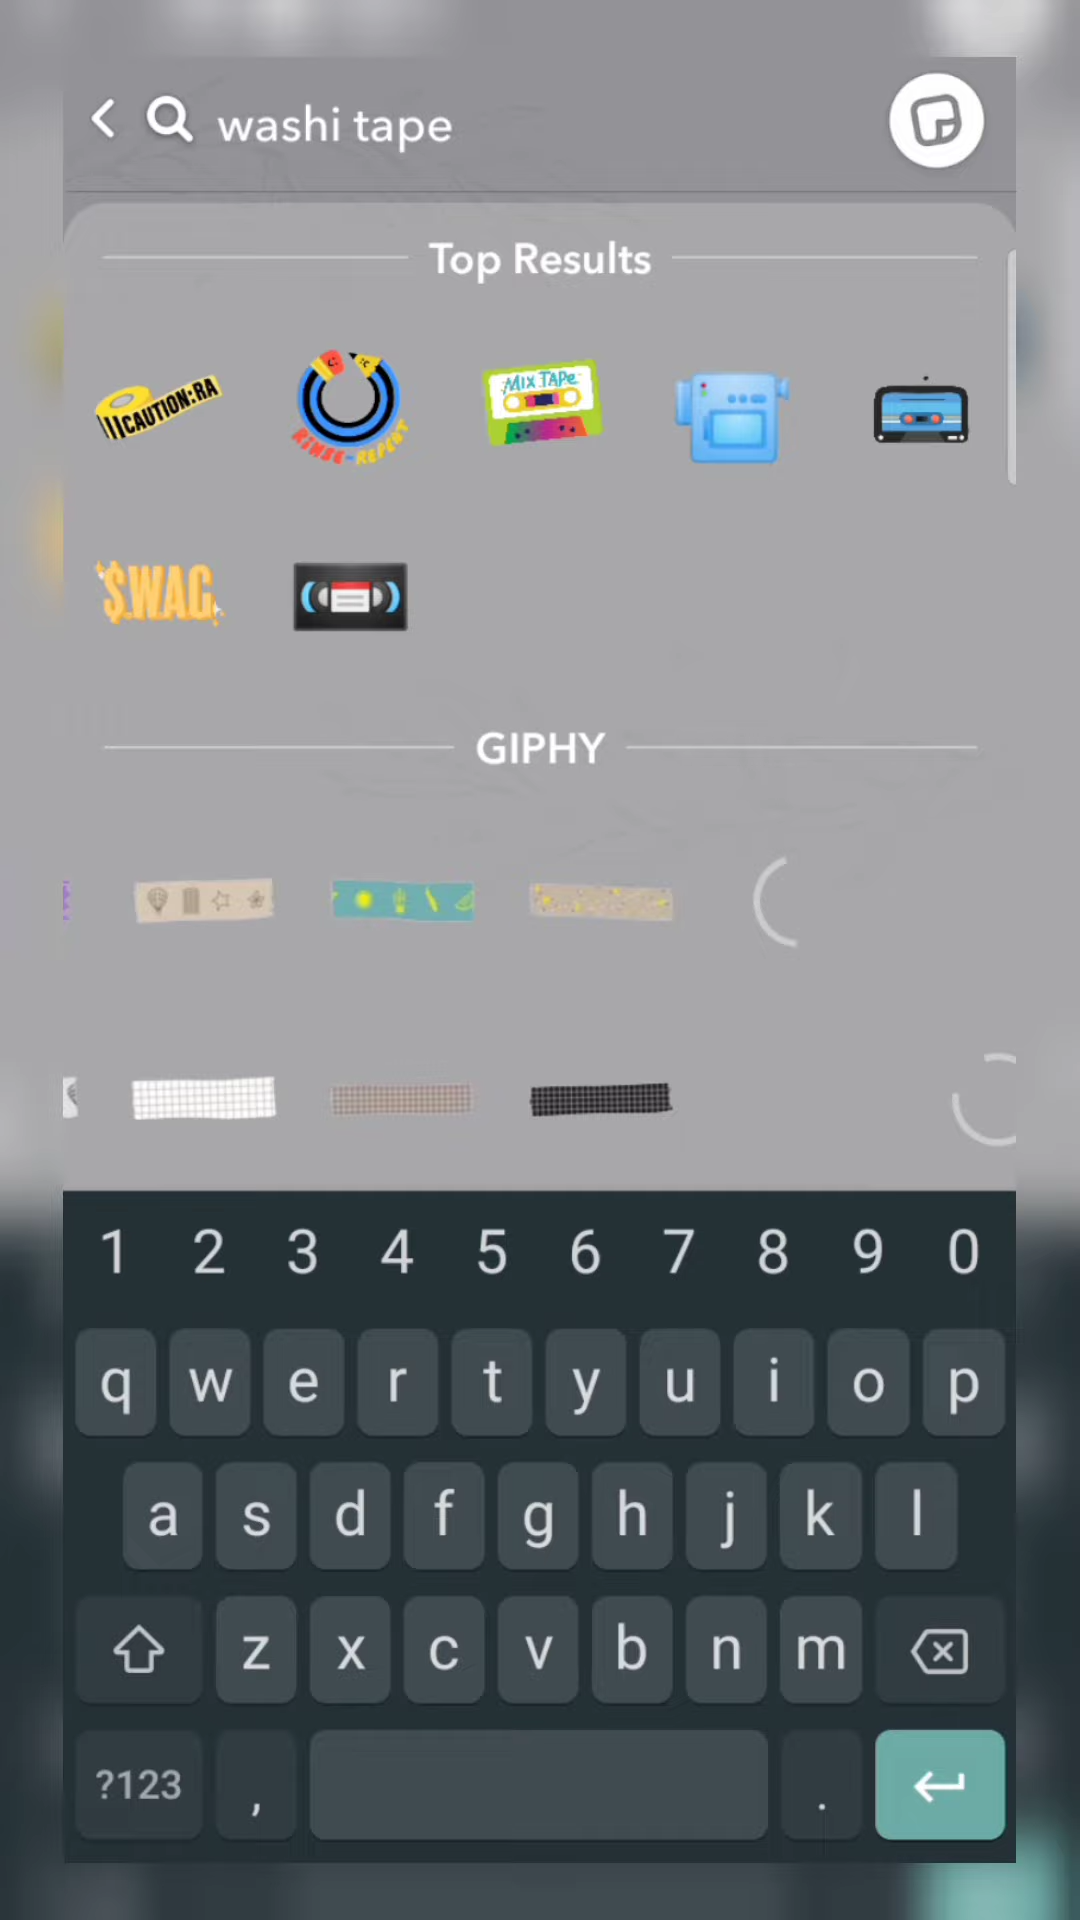 washi tape
Top Results
CAUTION:RA
RINSE-REPEAT
MIX TAPe
$WAG
GIPHY
1 2 3 4 5 6 7 8 9 0
q w e r t y u i o p
a s d f g h j k l
z x c v b n m
?123 , .